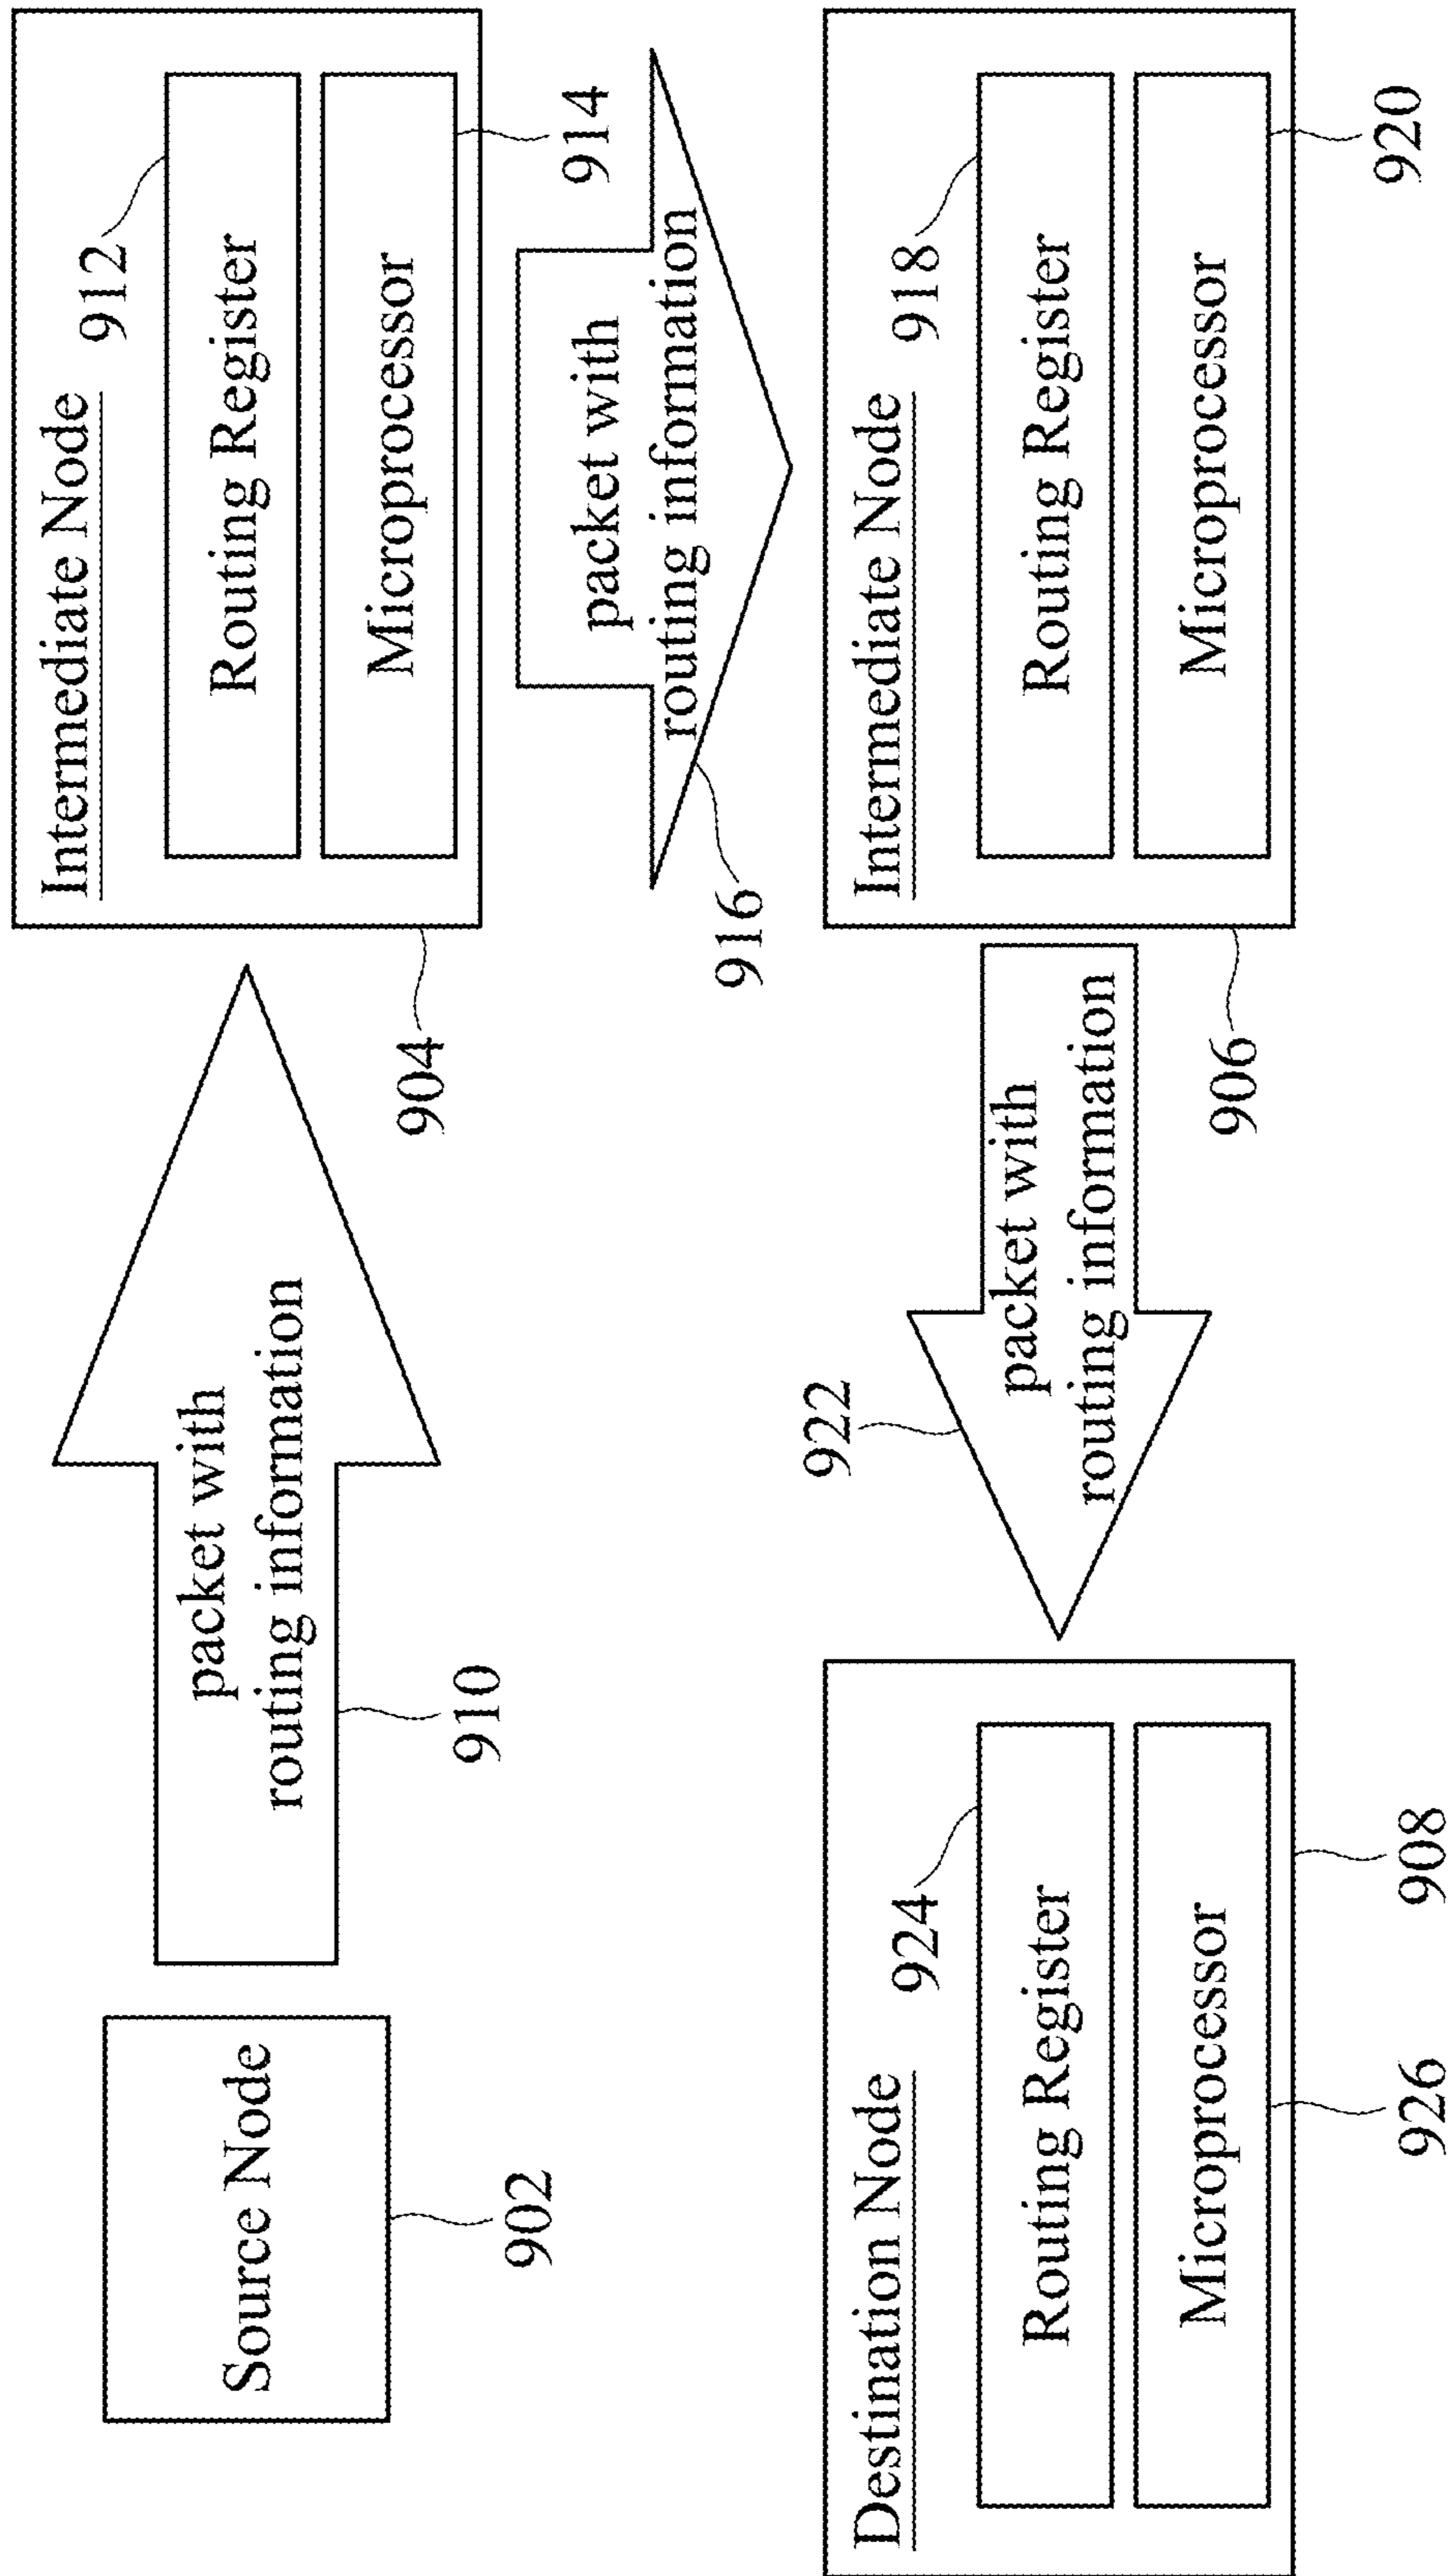 Source Node
902
packet with
routing information
910
Intermediate Node
904
912
Routing Register
Microprocessor
914
packet with
routing information
916
Intermediate Node
906
918
Routing Register
Microprocessor
920
packet with
routing information
922
Destination Node
924
Routing Register
Microprocessor
926
908